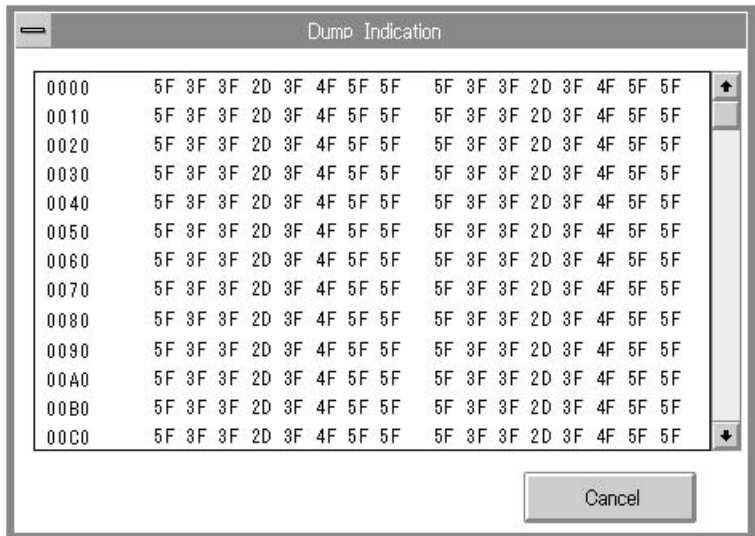 Dump Indication
0000 5F 3F 3F 2D 3F 4F 5F 5F 5F 3F 3F 2D 3F 4F 5F 5F
0010 5F 3F 3F 2D 3F 4F 5F 5F 5F 3F 3F 2D 3F 4F 5F 5F
0020 5F 3F 3F 2D 3F 4F 5F 5F 5F 3F 3F 2D 3F 4F 5F 5F
0030 5F 3F 3F 2D 3F 4F 5F 5F 5F 3F 3F 2D 3F 4F 5F 5F
0040 5F 3F 3F 2D 3F 4F 5F 5F 5F 3F 3F 2D 3F 4F 5F 5F
0050 5F 3F 3F 2D 3F 4F 5F 5F 5F 3F 3F 2D 3F 4F 5F 5F
0060 5F 3F 3F 2D 3F 4F 5F 5F 5F 3F 3F 2D 3F 4F 5F 5F
0070 5F 3F 3F 2D 3F 4F 5F 5F 5F 3F 3F 2D 3F 4F 5F 5F
0080 5F 3F 3F 2D 3F 4F 5F 5F 5F 3F 3F 2D 3F 4F 5F 5F
0090 5F 3F 3F 2D 3F 4F 5F 5F 5F 3F 3F 2D 3F 4F 5F 5F
00A0 5F 3F 3F 2D 3F 4F 5F 5F 5F 3F 3F 2D 3F 4F 5F 5F
00B0 5F 3F 3F 2D 3F 4F 5F 5F 5F 3F 3F 2D 3F 4F 5F 5F
00C0 5F 3F 3F 2D 3F 4F 5F 5F 5F 3F 3F 2D 3F 4F 5F 5F
Cancel